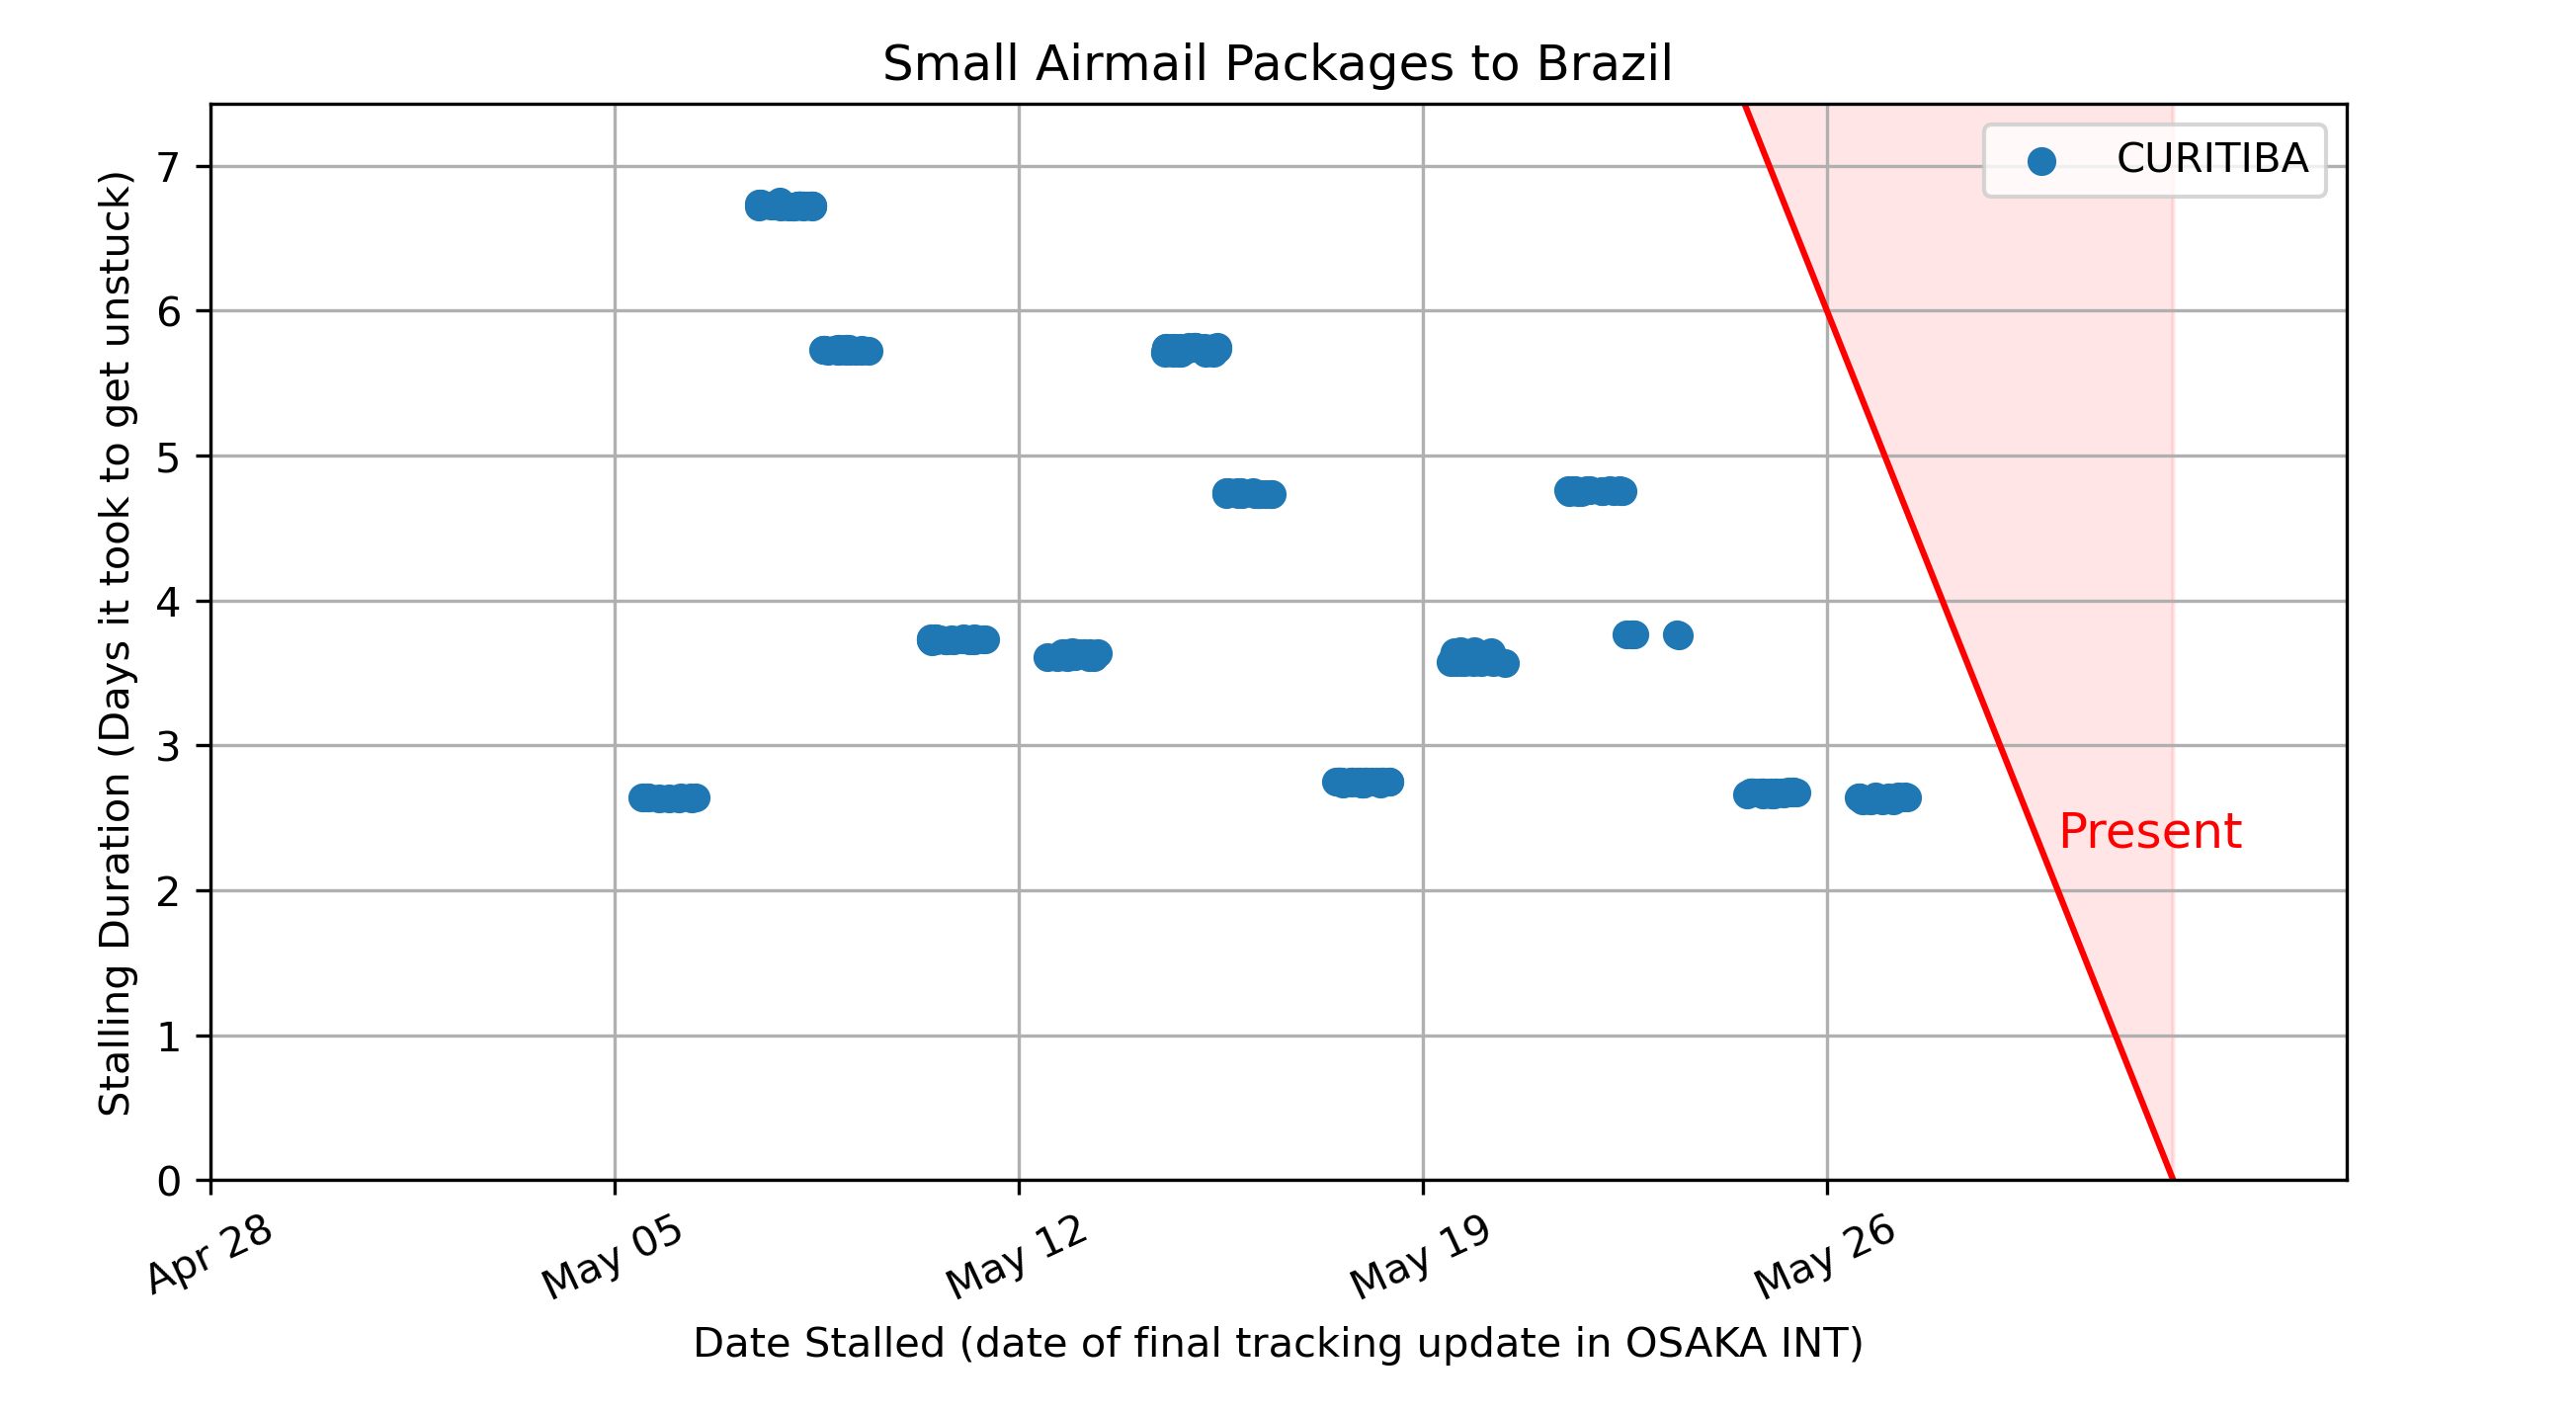 Small Airmail Packages to Brazil
CURITIBA
7
6
5
4
3
2
1
0
Stalling Duration (Days it took to get unstuck)
Present
Apr 28
May 05
May 12
May 19
May 26
Date Stalled (date of final tracking update in OSAKA INT)